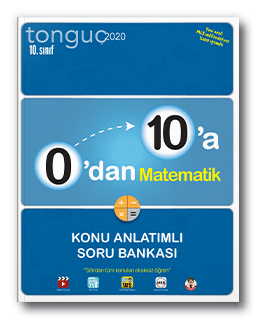 tonguç 2020
10.sınıf
10'a
0'dan Matematik
KONU ANLATIMLI
SORU BANKASI
"Sıfırdan tüm konuları eksiksiz öğren"